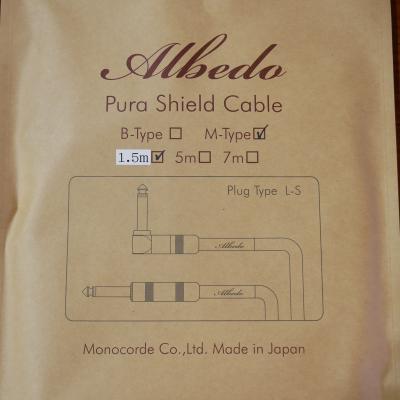 Albedo
Pura Shield Cable
B-Type ☐ M-Type ☑
1.5m ☑ 5m ☐ 7m ☐
Plug Type L-S
Albedo
Albedo
Monocorde Co.,Ltd. Made in Japan